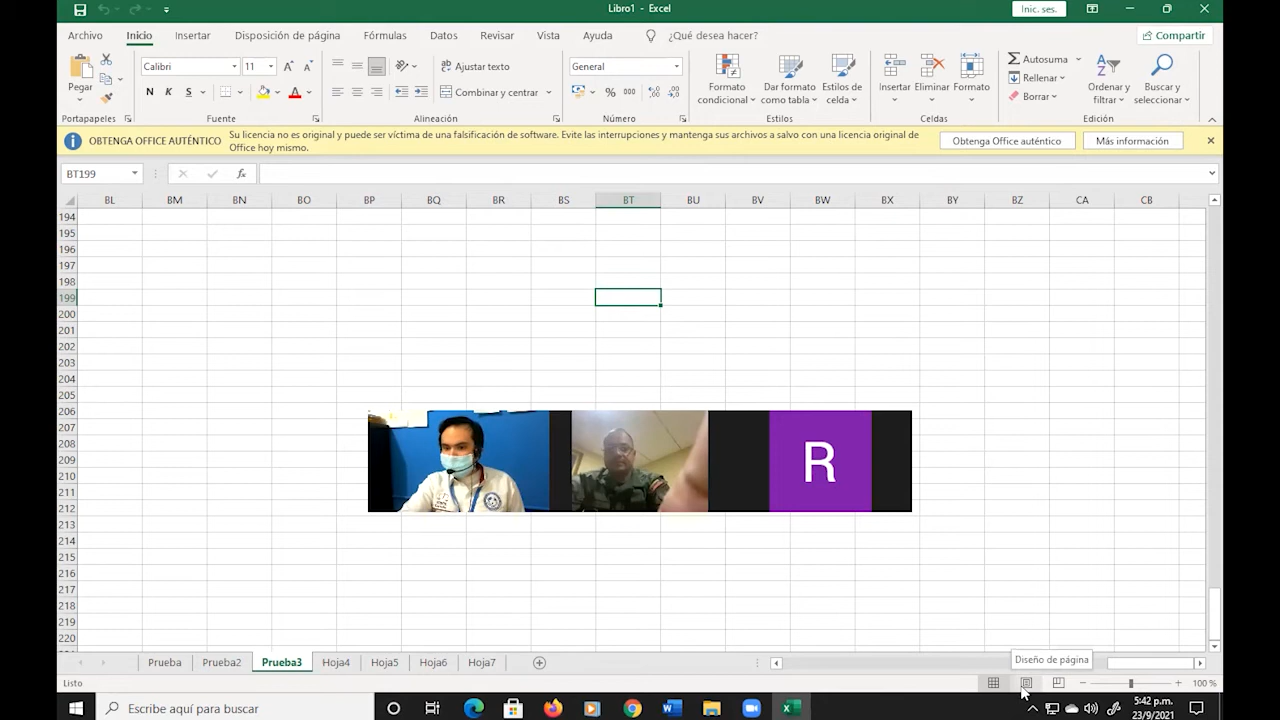 Libro1 - Excel
Inic. ses.
Archivo Inicio Insertar Disposición de página Fórmulas Datos Revisar Vista Ayuda ¿Qué desea hacer? Compartir
Pegar
Calibri 11
N K S
Ajustar texto
Combinar y centrar
General
% 000
Formato condicional
Dar formato como tabla
Estilos de celda
Insertar Eliminar Formato
Autosuma
Rellenar
Borrar
Ordenar y filtrar
Buscar y seleccionar
Portapapeles Fuente Alineación Número Estilos Celdas Edición
OBTENGA OFFICE AUTÉNTICO Su licencia no es original y puede ser víctima de una falsificación de software. Evite las interrupciones y mantenga sus archivos a salvo con una licencia original de
Office hoy mismo.
Obtenga Office auténtico Más información
BT199 fx
BL BM BN BO BP BQ BR BS BT BU BV BW BX BY BZ CA CB
194
195
196
197
198
199
200
201
202
203
204
205
206
207
208
209
210
211
212
213
214
215
216
217
218
219
220
R
Prueba Prueba2 Prueba3 Hoja4 Hoja5 Hoja6 Hoja7
Diseño de página
Listo 100 %
Escribe aquí para buscar
5:42 p.m.
23/9/2021